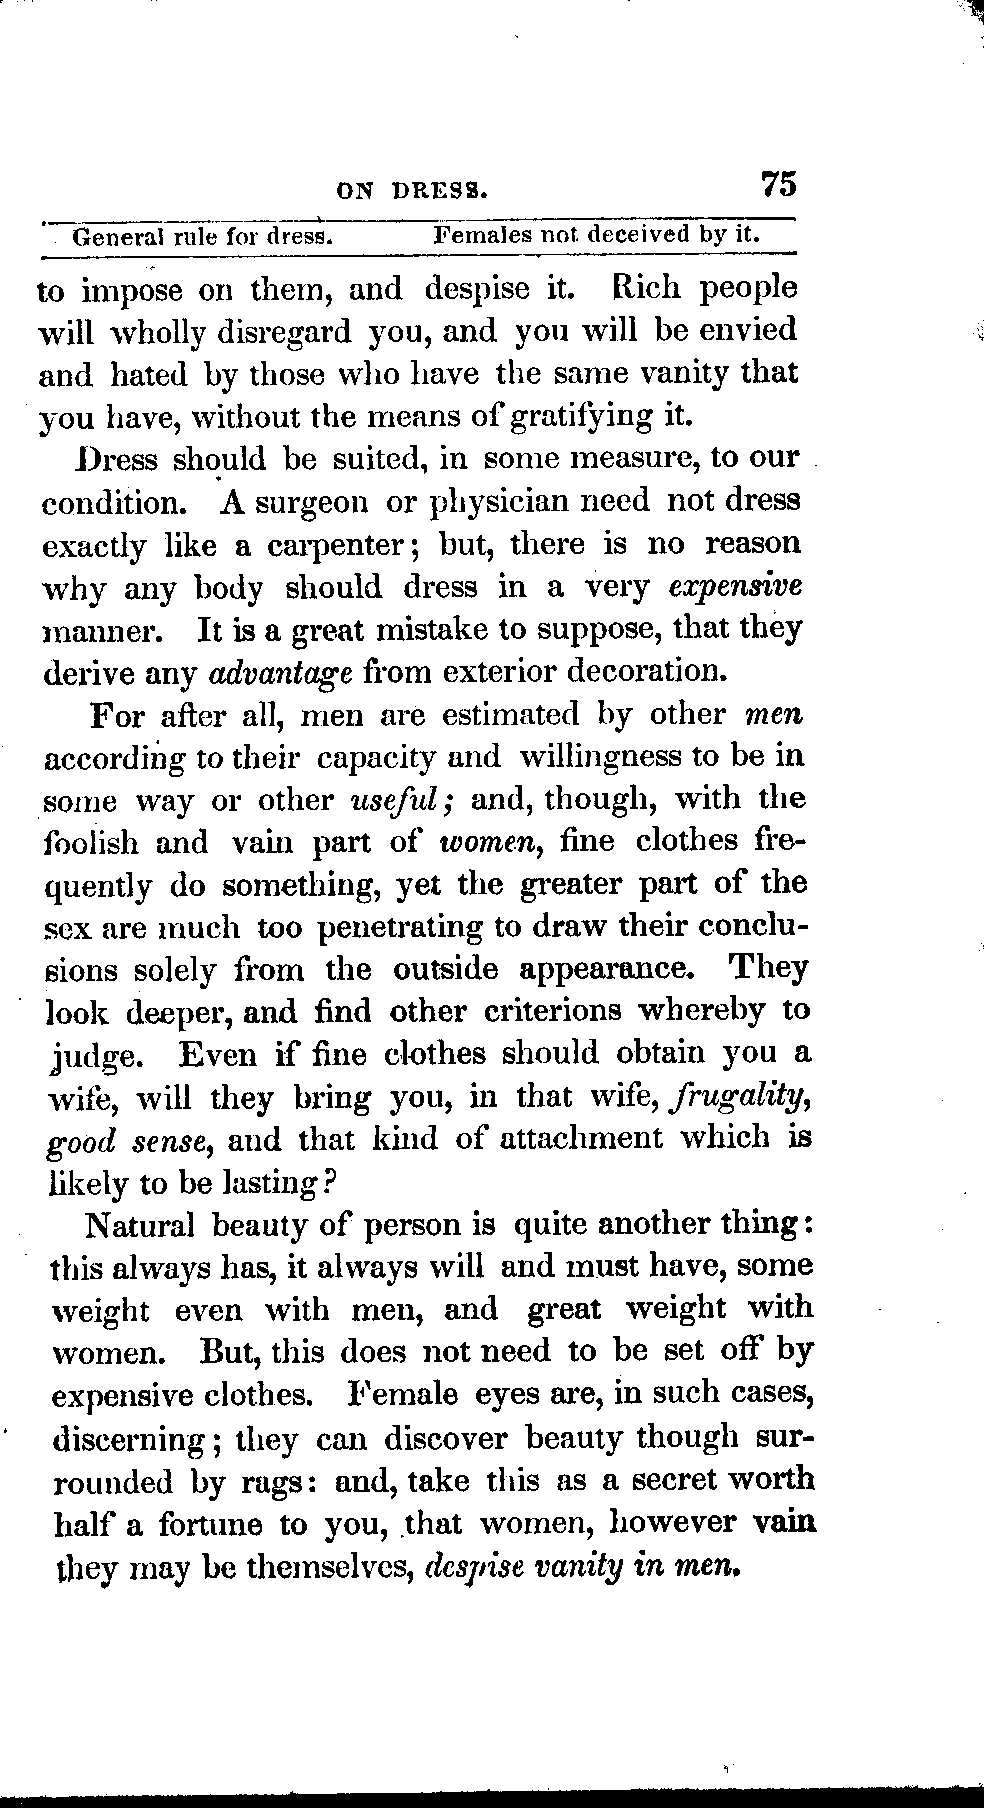 ON DRESS. 75
General rule for dress. Females not deceived by it.
to impose on them, and despise it. Rich people
will wholly disregard you, and you will be envied
and hated by those who have the same vanity that
you have, without the means of gratifying it.
Dress should be suited, in some measure, to our
condition. A surgeon or physician need not dress
exactly like a carpenter; but, there is no reason
why any body should dress in a very expensive
manner. It is a great mistake to suppose, that they
derive any advantage from exterior decoration.
For after all, men are estimated by other men
according to their capacity and willingness to be in
some way or other useful; and, though, with the
foolish and vain part of women, fine clothes fre-
quently do something, yet the greater part of the
sex are much too penetrating to draw their conclu-
sions solely from the outside appearance. They
look deeper, and find other criterions whereby to
judge. Even if fine clothes should obtain you a
wife, will they bring you, in that wife, frugality,
good sense, and that kind of attachment which is
likely to be lasting?
Natural beauty of person is quite another thing:
this always has, it always will and must have, some
weight even with men, and great weight with
women. But, this does not need to be set off by
expensive clothes. Female eyes are, in such cases,
discerning; they can discover beauty though sur-
rounded by rags: and, take this as a secret worth
half a fortune to you, that women, however vain
they may be themselves, despise vanity in men.